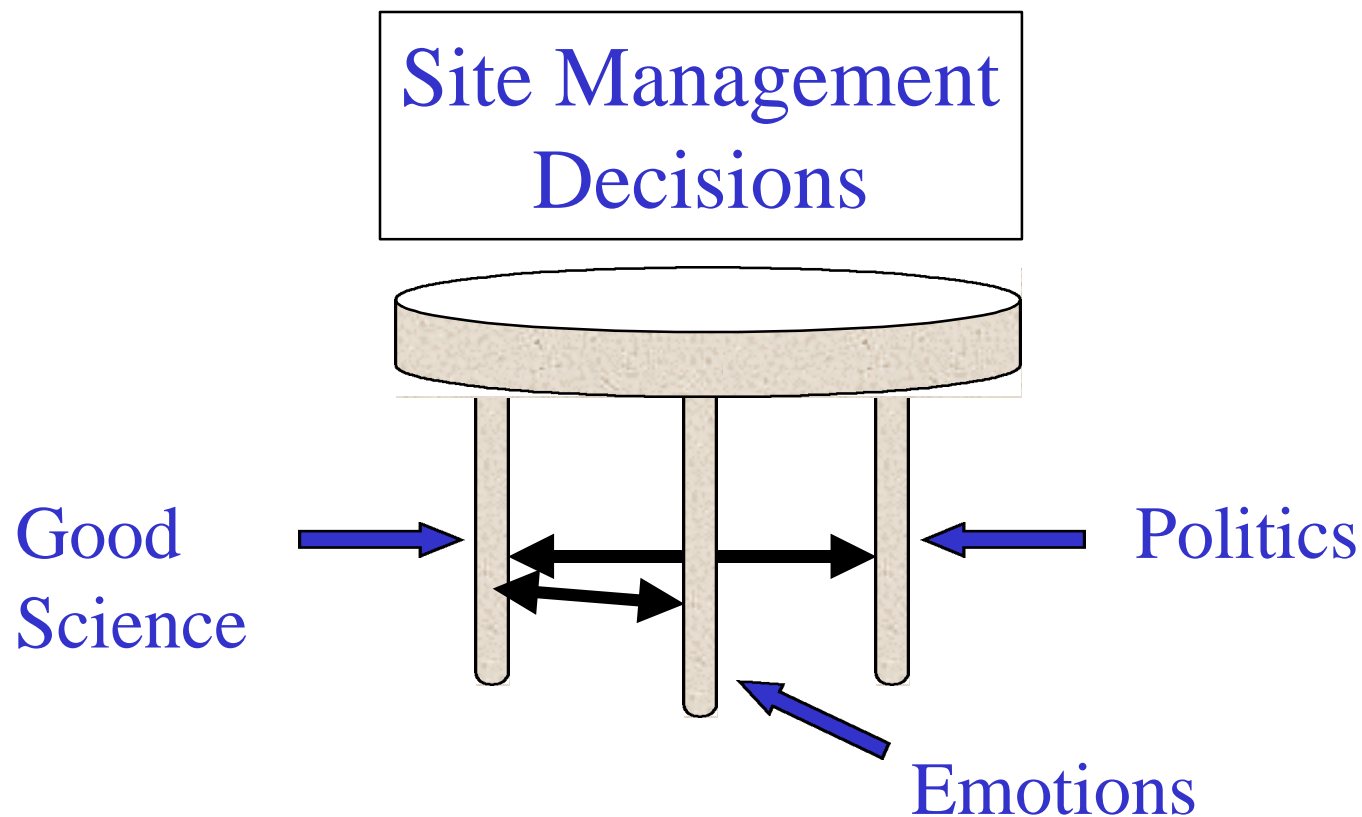 Site Management
Decisions
Good
Science
Politics
Emotions